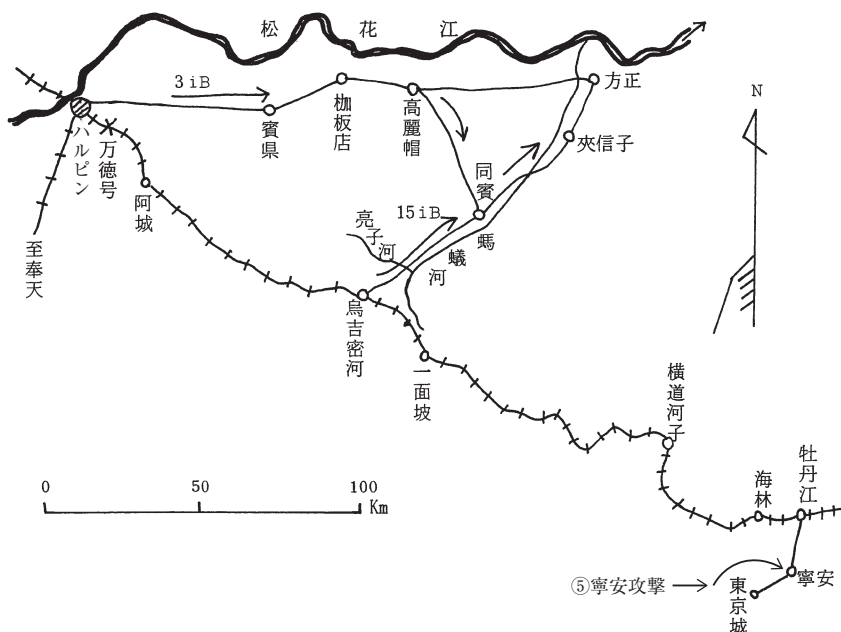 松花江
3iB
方正
枷板店
高麗帽
賓県
N
ハルピン
万徳号
夾信子
阿城
同賓
15iB
亮子河
螞蟻河
至奉天
烏吉密河
一面坡
横道河子
牡丹江
海林
0 50 100
Km
⑤寧安攻撃
寧安
東京城